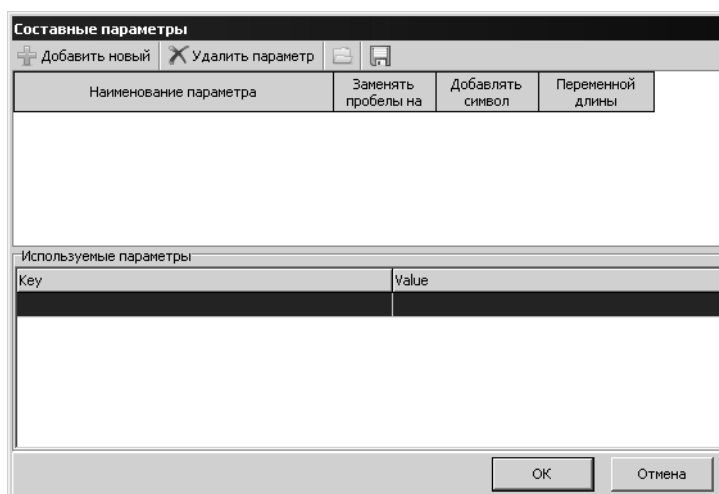 Составные параметры
Добавить новый Удалить параметр
Наименование параметра Заменять пробелы на Добавлять символ Переменной длины
Используемые параметры
Key Value
OK Отмена